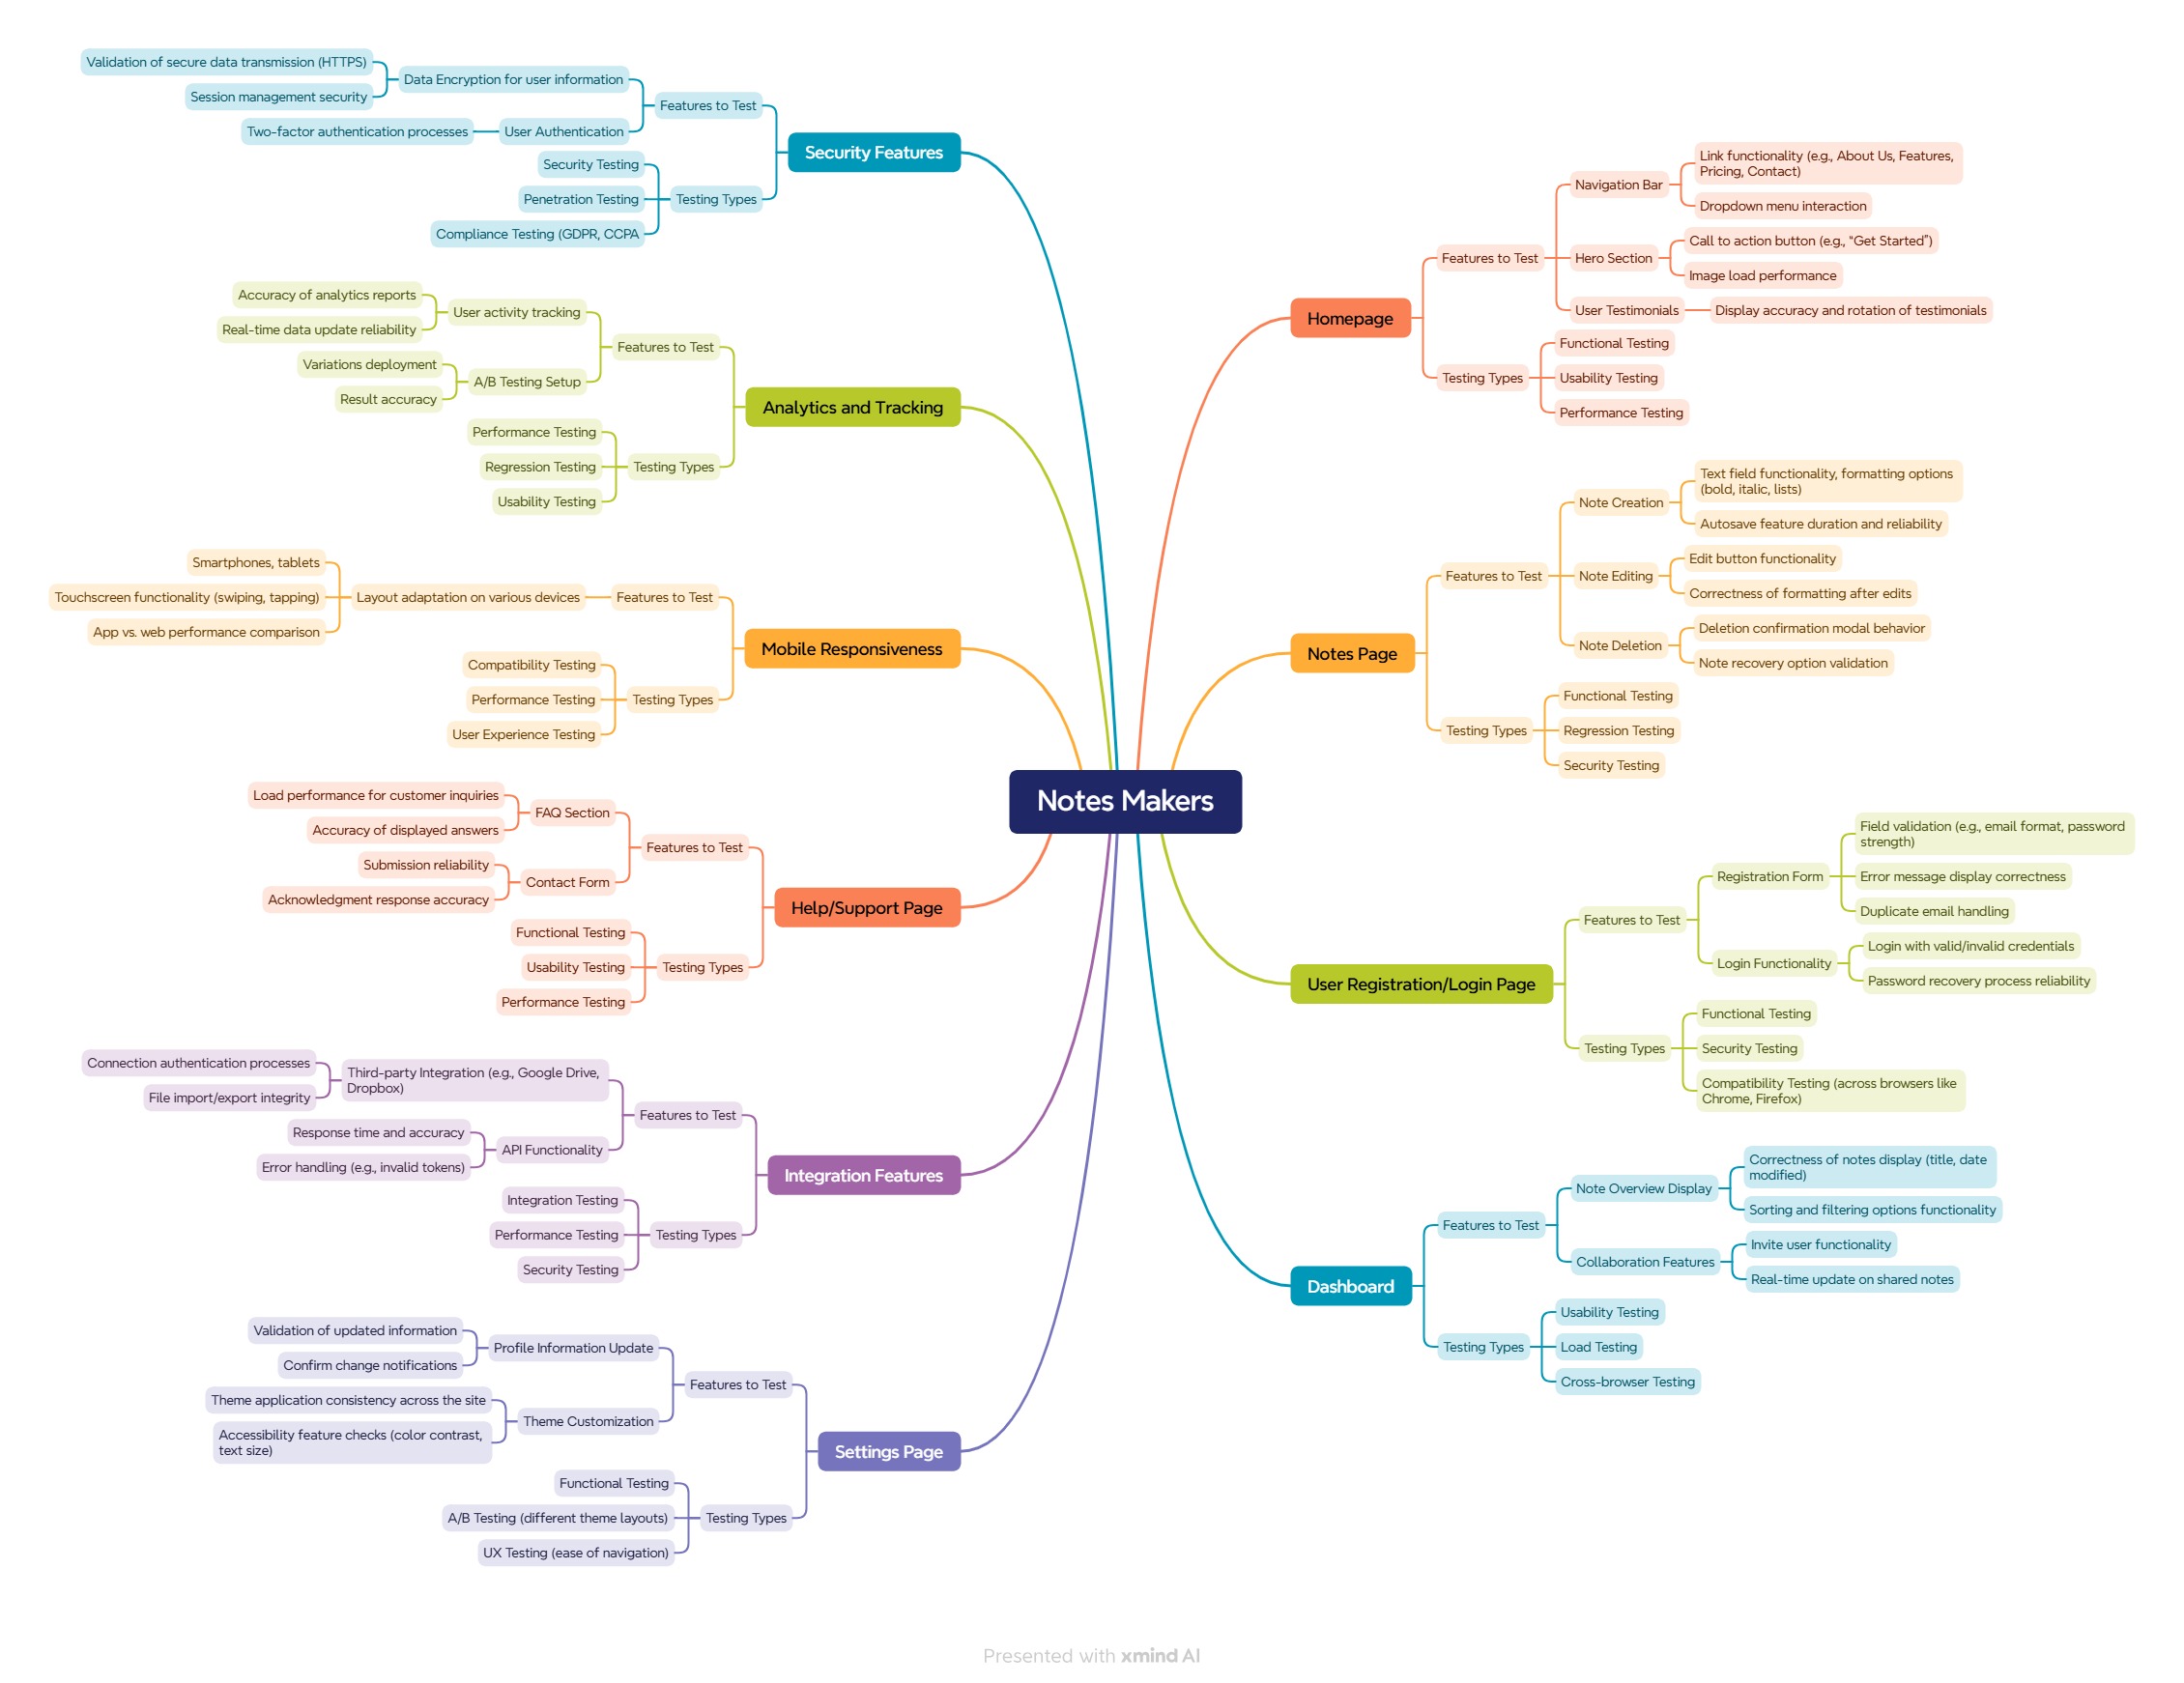 Notes Makers
Homepage
Features to Test
Navigation Bar
Link functionality (e.g., About Us, Features,
Pricing, Contact)
Dropdown menu interaction
Hero Section
Call to action button (e.g., “Get Started”)
Image load performance
User Testimonials
Display accuracy and rotation of testimonials
Testing Types
Functional Testing
Usability Testing
Performance Testing
Notes Page
Features to Test
Note Creation
Text field functionality, formatting options
(bold, italic, lists)
Autosave feature duration and reliability
Note Editing
Edit button functionality
Correctness of formatting after edits
Note Deletion
Deletion confirmation modal behavior
Note recovery option validation
Testing Types
Functional Testing
Regression Testing
Security Testing
User Registration/Login Page
Features to Test
Registration Form
Field validation (e.g., email format, password
strength)
Error message display correctness
Duplicate email handling
Login Functionality
Login with valid/invalid credentials
Password recovery process reliability
Testing Types
Functional Testing
Security Testing
Compatibility Testing (across browsers like
Chrome, Firefox)
Dashboard
Features to Test
Note Overview Display
Correctness of notes display (title, date
modified)
Sorting and filtering options functionality
Collaboration Features
Invite user functionality
Real-time update on shared notes
Testing Types
Usability Testing
Load Testing
Cross-browser Testing
Security Features
Features to Test
Data Encryption for user information
Validation of secure data transmission (HTTPS)
Session management security
User Authentication
Two-factor authentication processes
Testing Types
Security Testing
Penetration Testing
Compliance Testing (GDPR, CCPA
Analytics and Tracking
Features to Test
User activity tracking
Accuracy of analytics reports
Real-time data update reliability
A/B Testing Setup
Variations deployment
Result accuracy
Testing Types
Performance Testing
Regression Testing
Usability Testing
Mobile Responsiveness
Features to Test
Layout adaptation on various devices
Smartphones, tablets
Touchscreen functionality (swiping, tapping)
App vs. web performance comparison
Testing Types
Compatibility Testing
Performance Testing
User Experience Testing
Help/Support Page
Features to Test
FAQ Section
Load performance for customer inquiries
Accuracy of displayed answers
Contact Form
Submission reliability
Acknowledgment response accuracy
Testing Types
Functional Testing
Usability Testing
Performance Testing
Integration Features
Features to Test
Third-party Integration (e.g., Google Drive,
Dropbox)
Connection authentication processes
File import/export integrity
API Functionality
Response time and accuracy
Error handling (e.g., invalid tokens)
Testing Types
Integration Testing
Performance Testing
Security Testing
Settings Page
Features to Test
Profile Information Update
Validation of updated information
Confirm change notifications
Theme Customization
Theme application consistency across the site
Accessibility feature checks (color contrast,
text size)
Testing Types
Functional Testing
A/B Testing (different theme layouts)
UX Testing (ease of navigation)
Presented with xmind AI